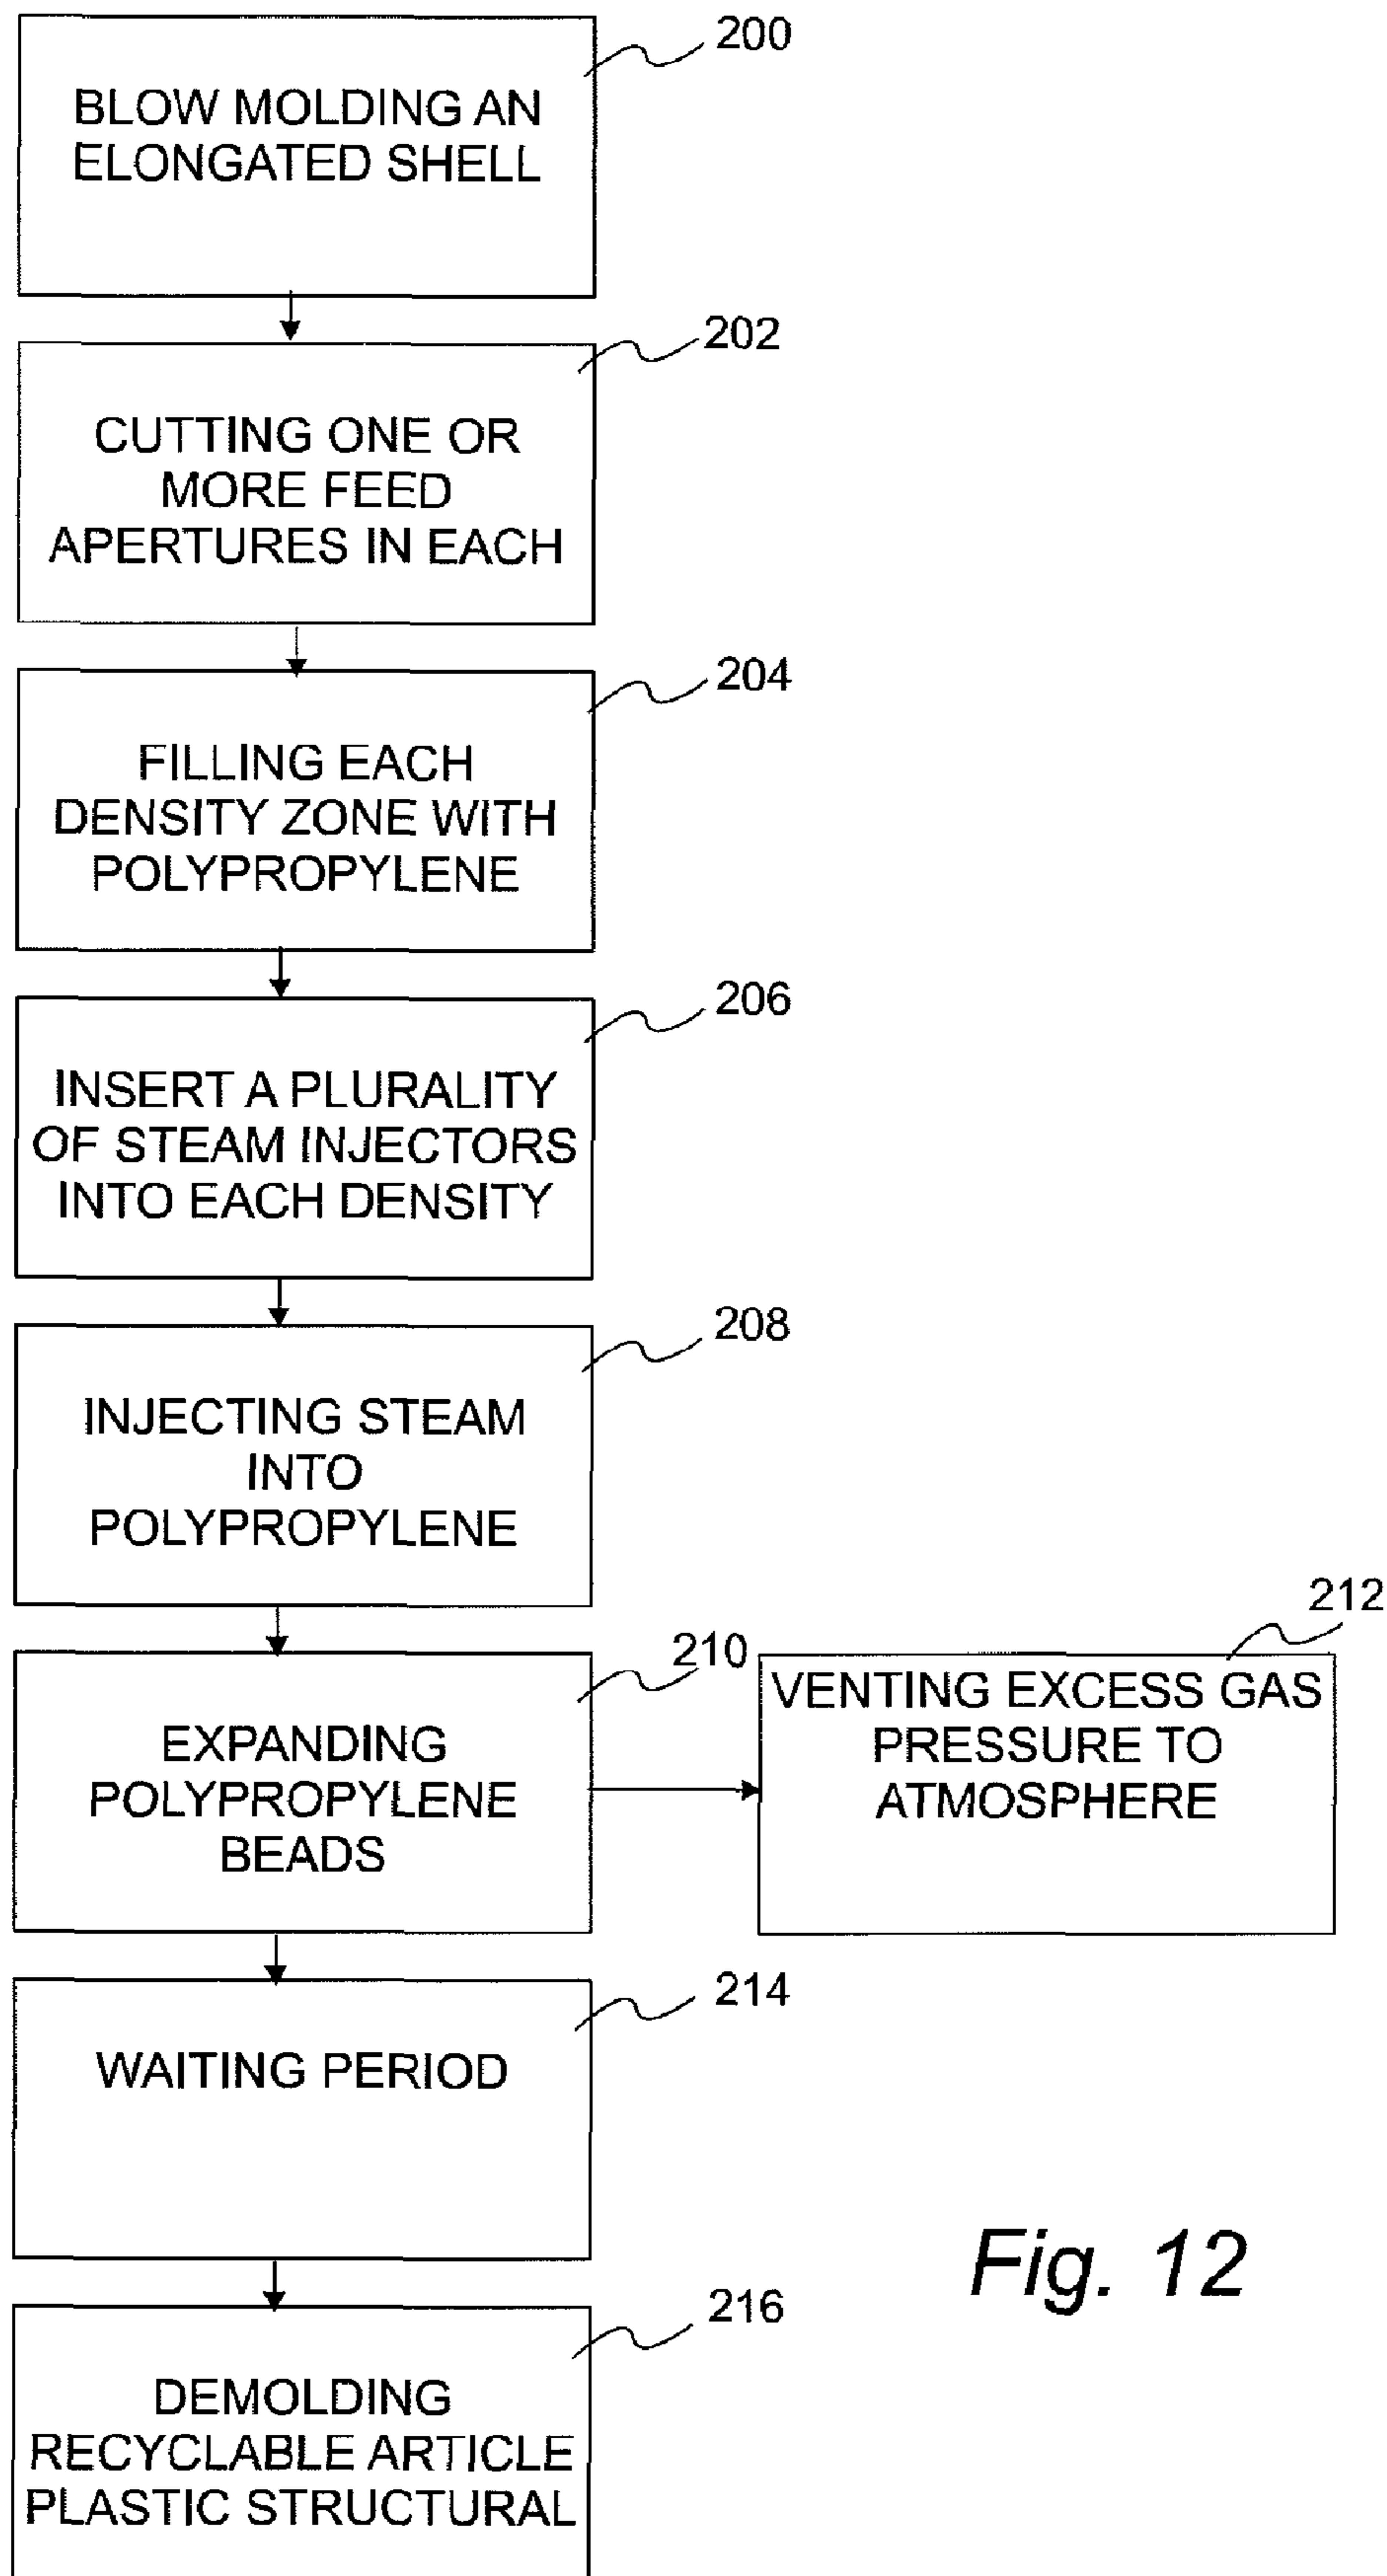 200
BLOW MOLDING AN
ELONGATED SHELL
202
CUTTING ONE OR
MORE FEED
APERTURES IN EACH
204
FILLING EACH
DENSITY ZONE WITH
POLYPROPYLENE
206
INSERT A PLURALITY
OF STEAM INJECTORS
INTO EACH DENSITY
208
INJECTING STEAM
INTO
POLYPROPYLENE
210
EXPANDING
POLYPROPYLENE
BEADS
212
VENTING EXCESS GAS
PRESSURE TO
ATMOSPHERE
214
WAITING PERIOD
216
DEMOLDING
RECYCLABLE ARTICLE
PLASTIC STRUCTURAL
Fig. 12